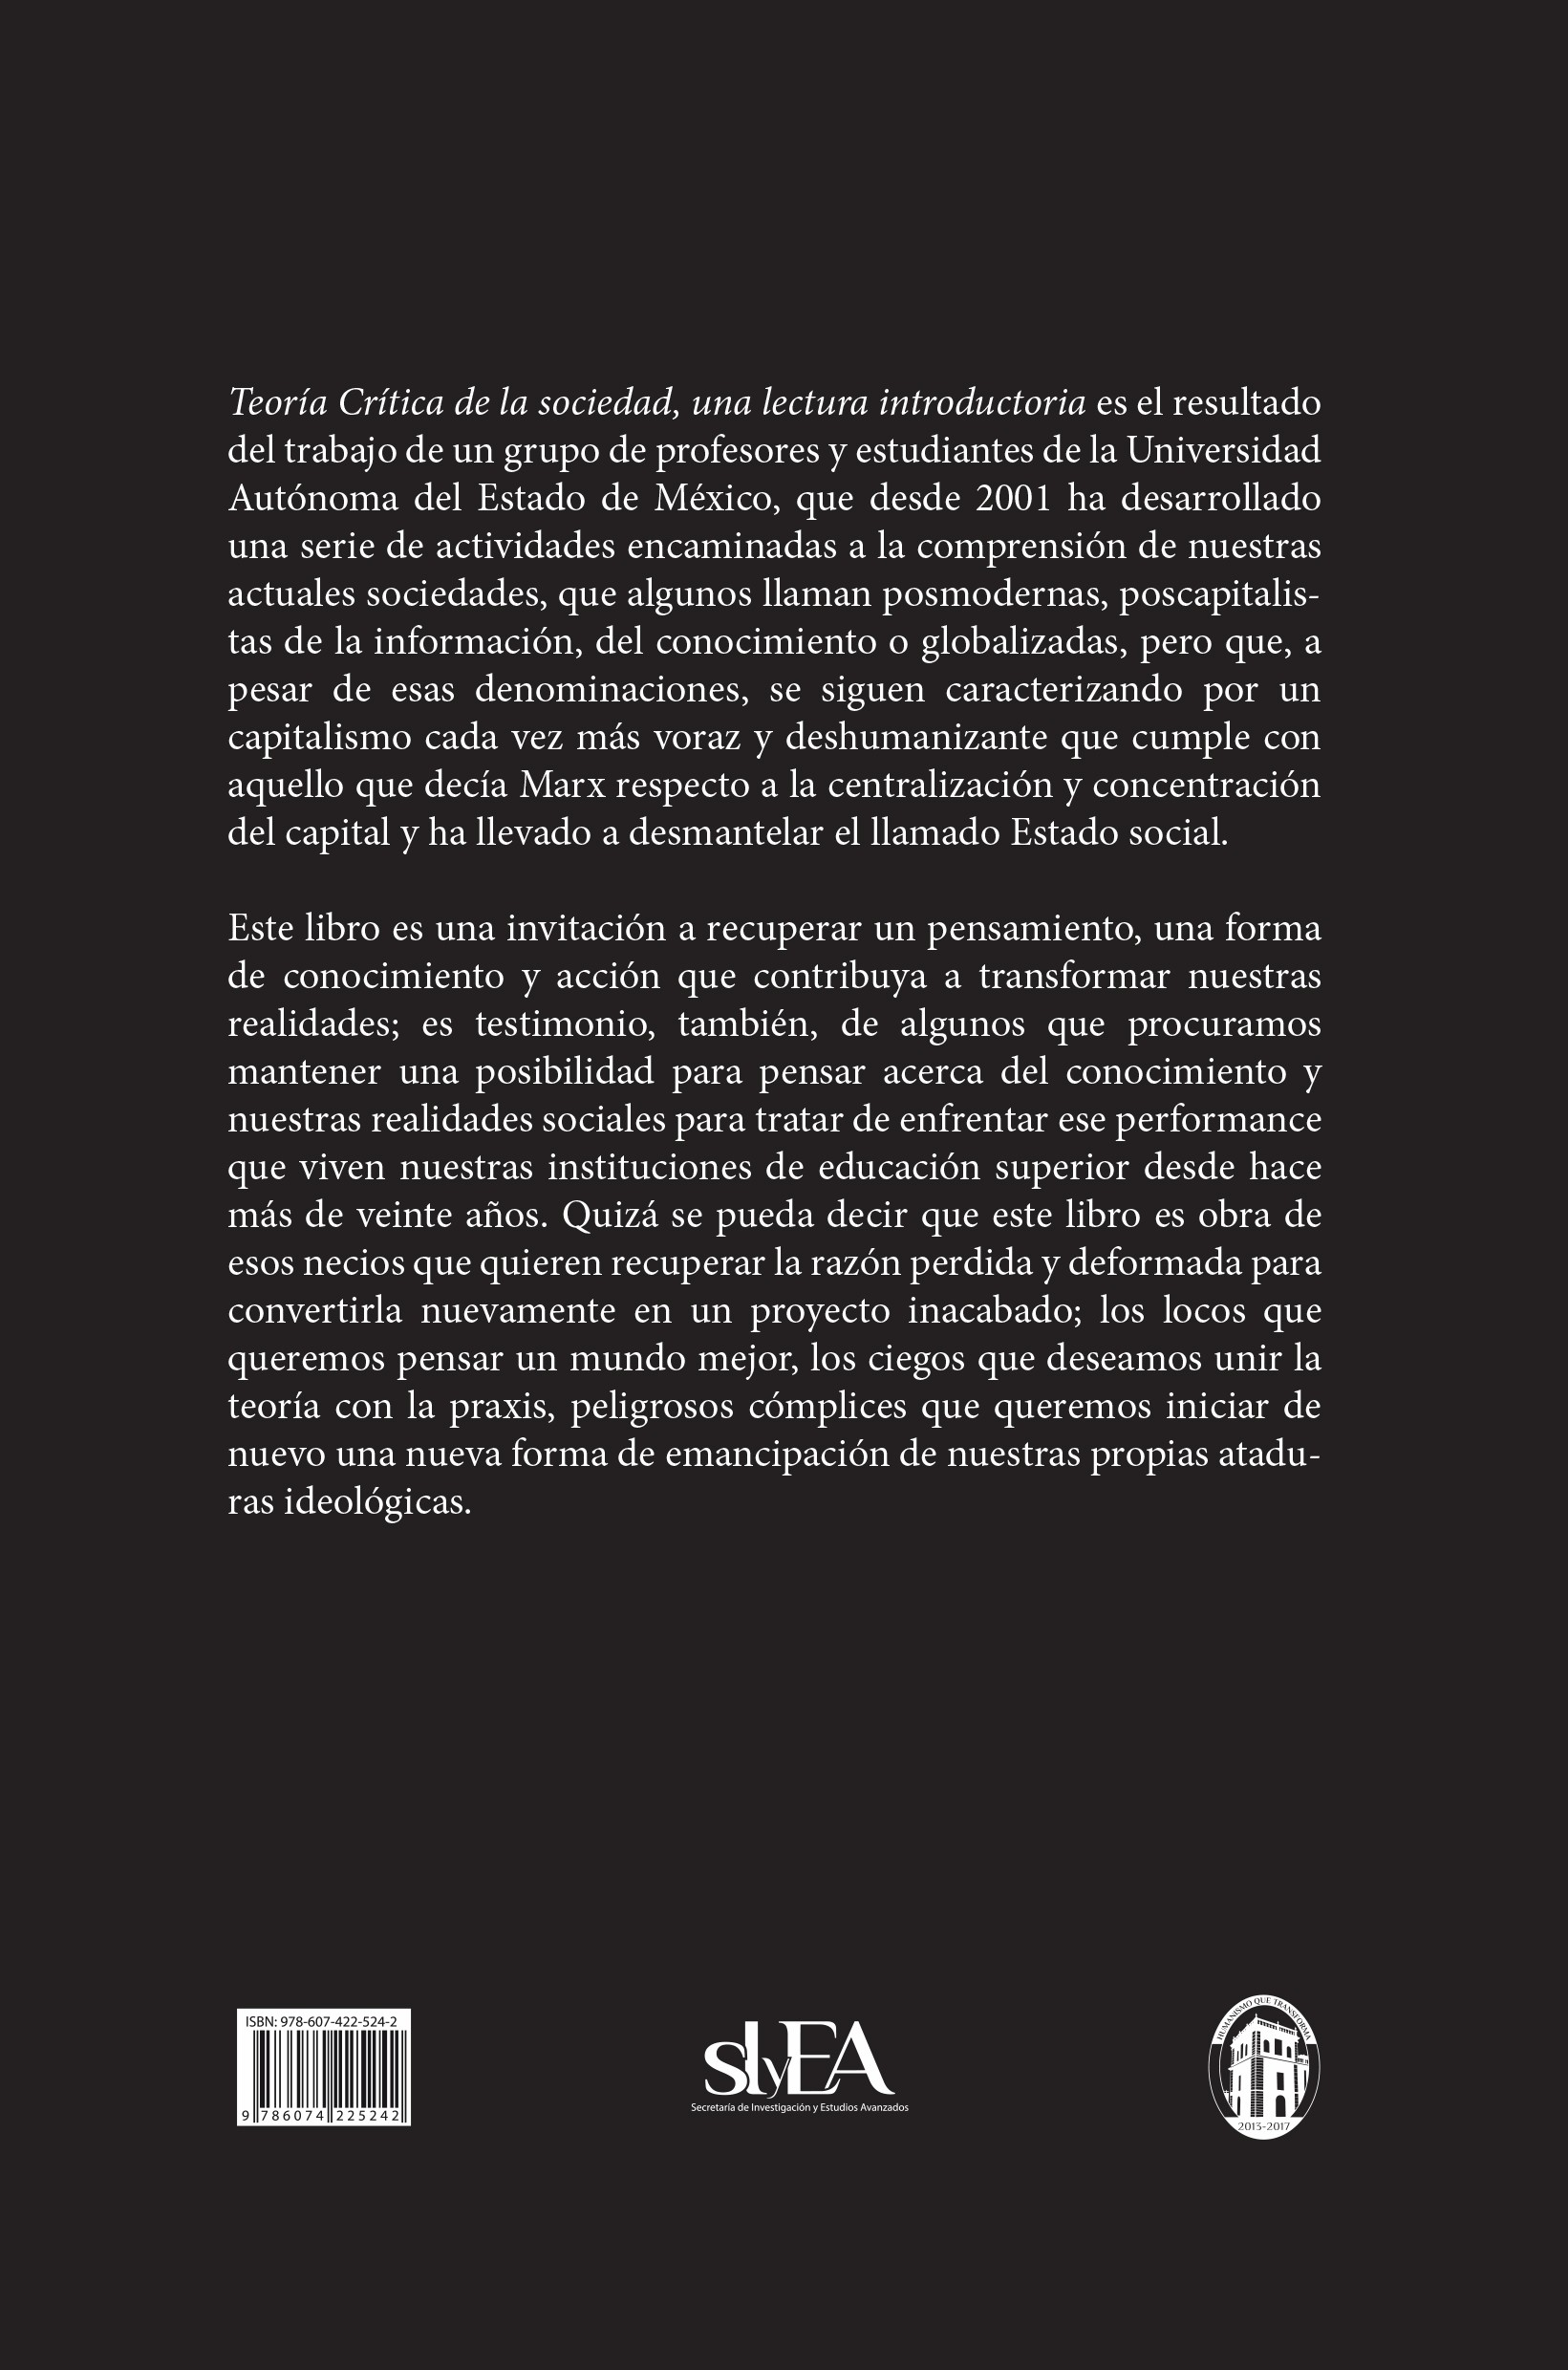 Teoría Crítica de la sociedad, una lectura introductoria es el resultado
del trabajo de un grupo de profesores y estudiantes de la Universidad
Autónoma del Estado de México, que desde 2001 ha desarrollado
una serie de actividades encaminadas a la comprensión de nuestras
actuales sociedades, que algunos llaman posmodernas, poscapitalis-
tas de la información, del conocimiento o globalizadas, pero que, a
pesar de esas denominaciones, se siguen caracterizando por un
capitalismo cada vez más voraz y deshumanizante que cumple con
aquello que decía Marx respecto a la centralización y concentración
del capital y ha llevado a desmantelar el llamado Estado social.
Este libro es una invitación a recuperar un pensamiento, una forma
de conocimiento y acción que contribuya a transformar nuestras
realidades; es testimonio, también, de algunos que procuramos
mantener una posibilidad para pensar acerca del conocimiento y
nuestras realidades sociales para tratar de enfrentar ese performance
que viven nuestras instituciones de educación superior desde hace
más de veinte años. Quizá se pueda decir que este libro es obra de
esos necios que quieren recuperar la razón perdida y deformada para
convertirla nuevamente en un proyecto inacabado; los locos que
queremos pensar un mundo mejor, los ciegos que deseamos unir la
teoría con la praxis, peligrosos cómplices que queremos iniciar de
nuevo una nueva forma de emancipación de nuestras propias atadu-
ras ideológicas.
ISBN: 978-607-422-524-2
9 786074 225242
SIyEA
Secretaría de Investigación y Estudios Avanzados
HUMANISMO QUE TRANSFORMA
2013-2017